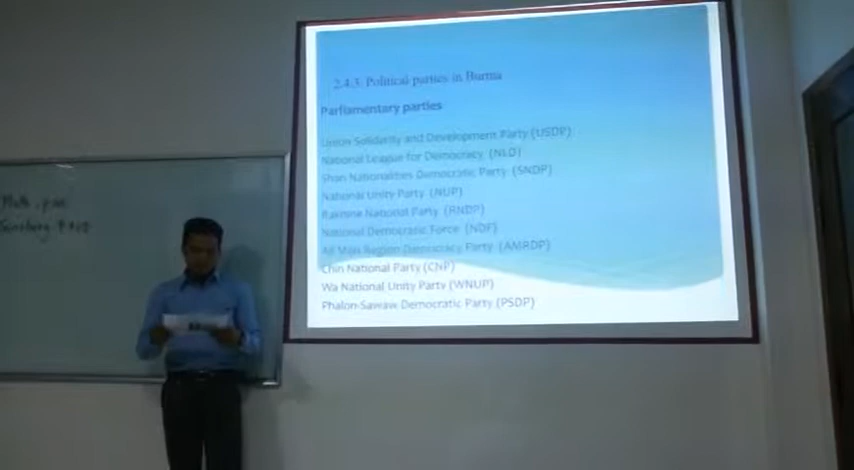 2.4.3. Political parties in Burma
Parliamentary parties
Union Solidarity and Development Party (USDP)
National League for Democracy (NLD)
Shan Nationalities Democratic Party (SNDP)
National Unity Party (NUP)
Rakhine National Party (RNDP)
National Democratic Force (NDF)
All Mon Region Democracy Party (AMRDP)
Chin National Party (CNP)
Wa National Unity Party (WNUP)
Phalon-Sawaw Democratic Party (PSDP)